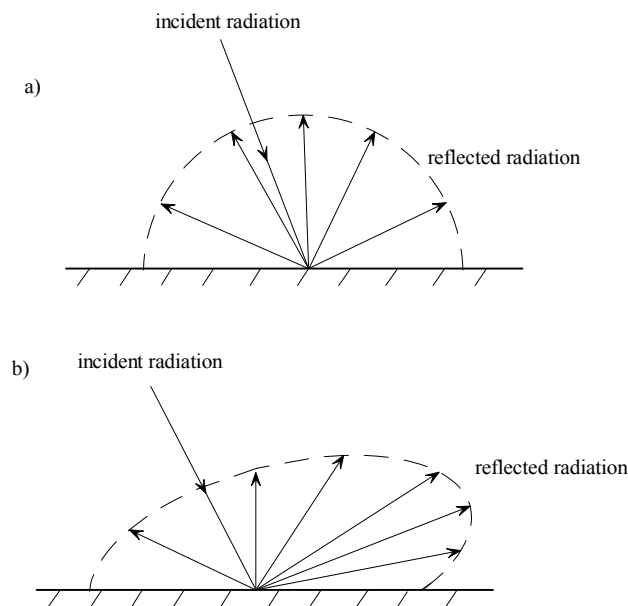 incident radiation
a)
reflected radiation
b)
incident radiation
reflected radiation